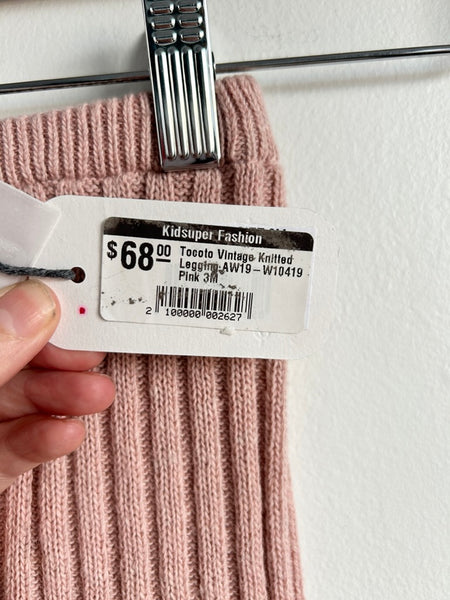 Kidsuper Fashion
$68.00 Tocoto Vintage Knitted
Legging-AW19-W10419
Pink 3M
2 100000 002627